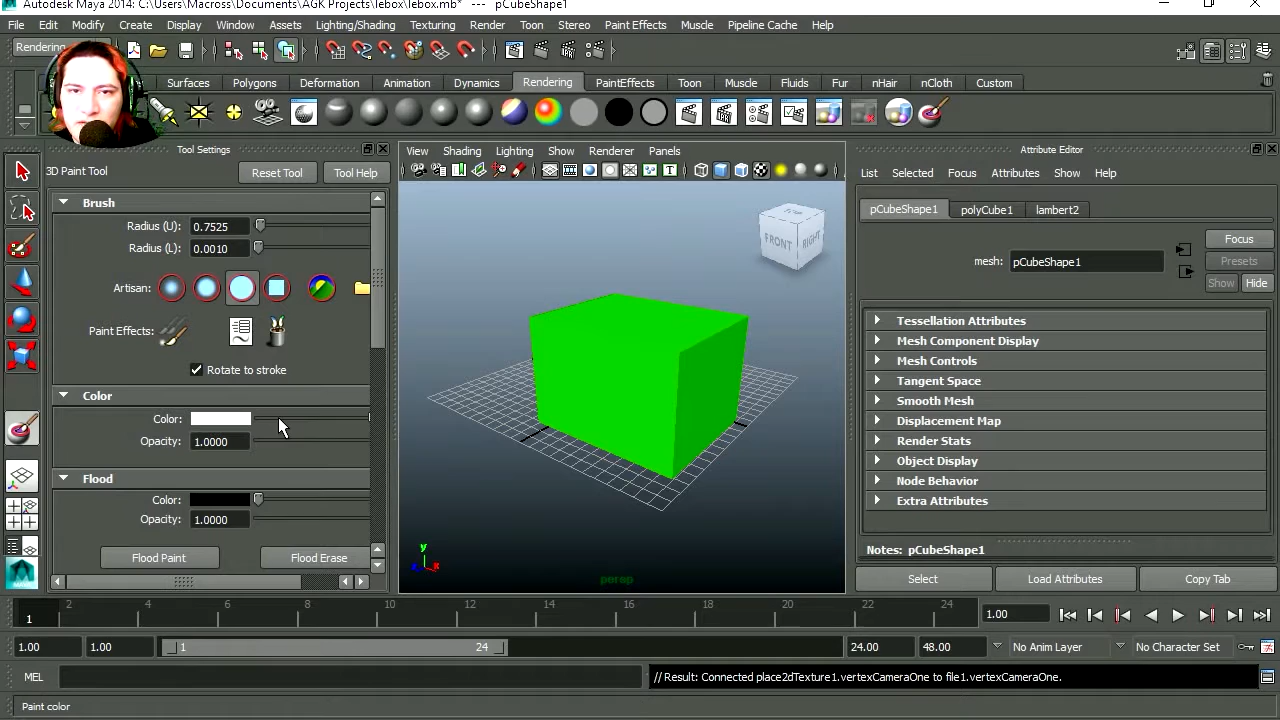 Autodesk Maya 2014: C:\Users\Macross\Documents\AGK Projects\lebox\lebox.mb* --- pCubeShape1
File Edit Modify Create Display Window Assets Lighting/Shading Texturing Render Toon Stereo Paint Effects Muscle Pipeline Cache Help
Rendering
Surfaces Polygons Deformation Animation Dynamics Rendering PaintEffects Toon Muscle Fluids Fur nHair nCloth Custom
Tool Settings
3D Paint Tool Reset Tool Tool Help
Brush
Radius (U): 0.7525
Radius (L): 0.0010
Artisan:
Paint Effects:
Rotate to stroke
Color
Color:
Opacity: 1.0000
Flood
Color:
Opacity: 1.0000
Flood Paint Flood Erase
View Shading Lighting Show Renderer Panels
T
FRONT RIGHT
y
x
persp
Attribute Editor
List Selected Focus Attributes Show Help
pCubeShape1 polyCube1 lambert2
Focus
mesh: pCubeShape1
Presets
Show Hide
Tessellation Attributes
Mesh Component Display
Mesh Controls
Tangent Space
Smooth Mesh
Displacement Map
Render Stats
Object Display
Node Behavior
Extra Attributes
Notes: pCubeShape1
Select Load Attributes Copy Tab
1 2 4 6 8 10 12 14 16 18 20 22 24 1.00
1.00 1.00 1 24 24.00 48.00 No Anim Layer No Character Set
MEL // Result: Connected place2dTexture1.vertexCameraOne to file1.vertexCameraOne.
Paint color